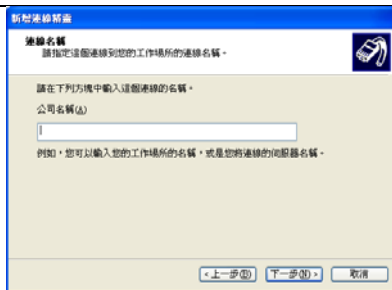 新增連線精靈
連線名稱
請指定這個連線到您的工作場所的連線名稱。
請在下列方塊中輸入這個連線的名稱。
公司名稱(A)
例如，您可以輸入您的工作場所的名稱，或是您將連線的伺服器名稱。
<上一步(B) 下一步(N)> 取消